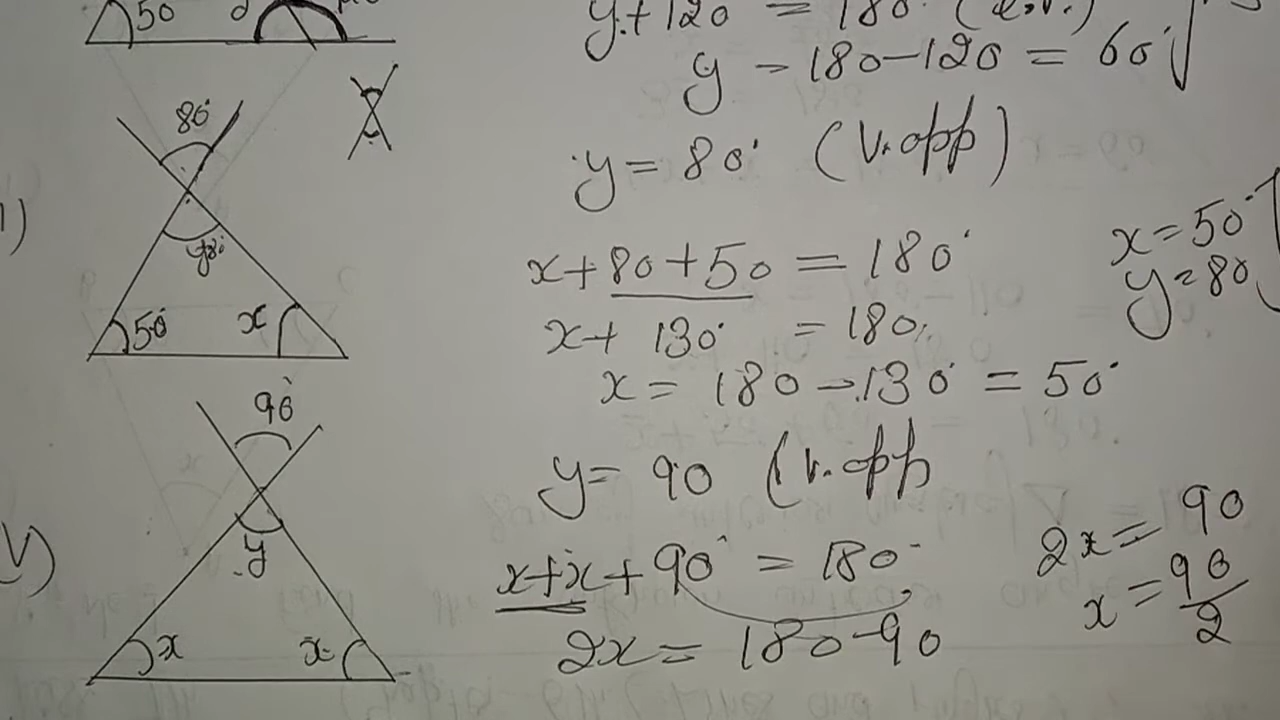 50
y+120 = 180° (
y - 180-120 = 60°
80°
y = 80° (V.opp)
x+80+50 = 180°
x = 50°
y = 80
50° x
x+ 130° = 180
x = 180 - 130° = 50°
90°
y = 90 (v.opp
2x = 90
V)
y
x+x+90° = 180°
x = 90/2
x x
2x = 180-90